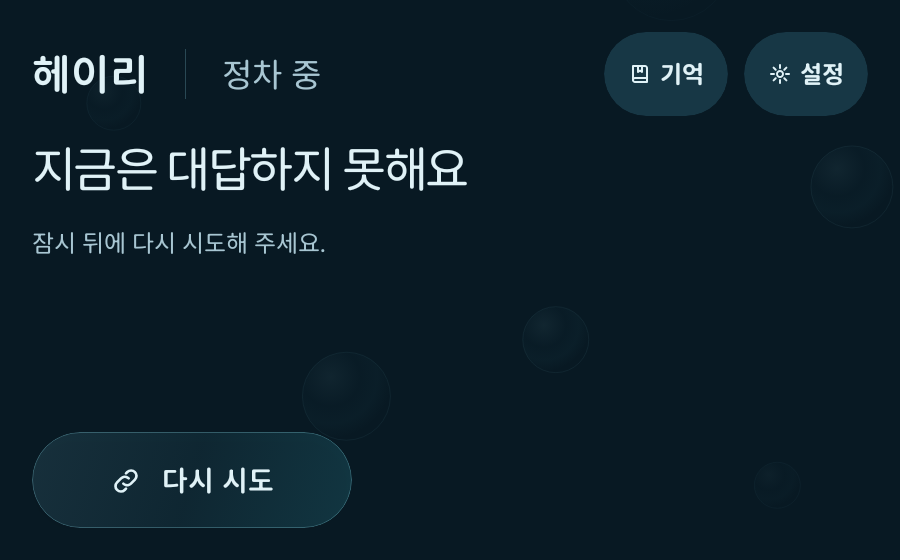 헤이리
정차 중
기억
설정
지금은 대답하지 못해요
잠시 뒤에 다시 시도해 주세요.
다시 시도